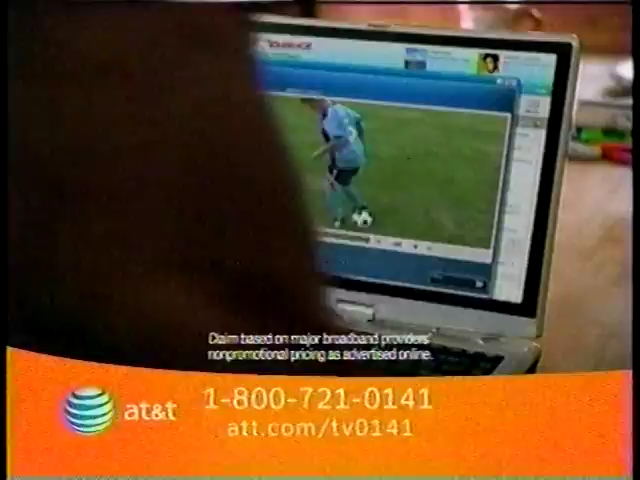 YAHOO!
Claim based on major broadband providers'
nonpromotional pricing as advertised online.
at&t
1-800-721-0141
att.com/tv0141